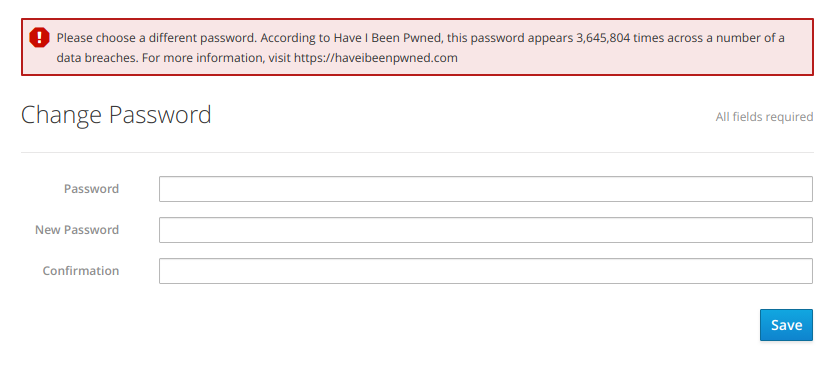 Please choose a different password. According to Have I Been Pwned, this password appears 3,645,804 times across a number of a
data breaches. For more information, visit https://haveibeenpwned.com
Change Password
All fields required
Password
New Password
Confirmation
Save